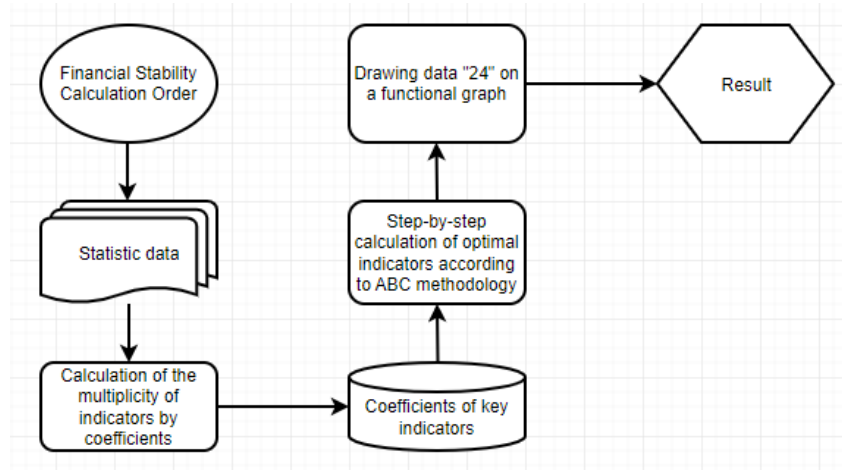 Financial Stability
Calculation Order
Statistic data
Calculation of the
multiplicity of
indicators by
coefficients
Coefficients of key
indicators
Step-by-step
calculation of optimal
indicators according
to ABC methodology
Drawing data "24" on
a functional graph
Result